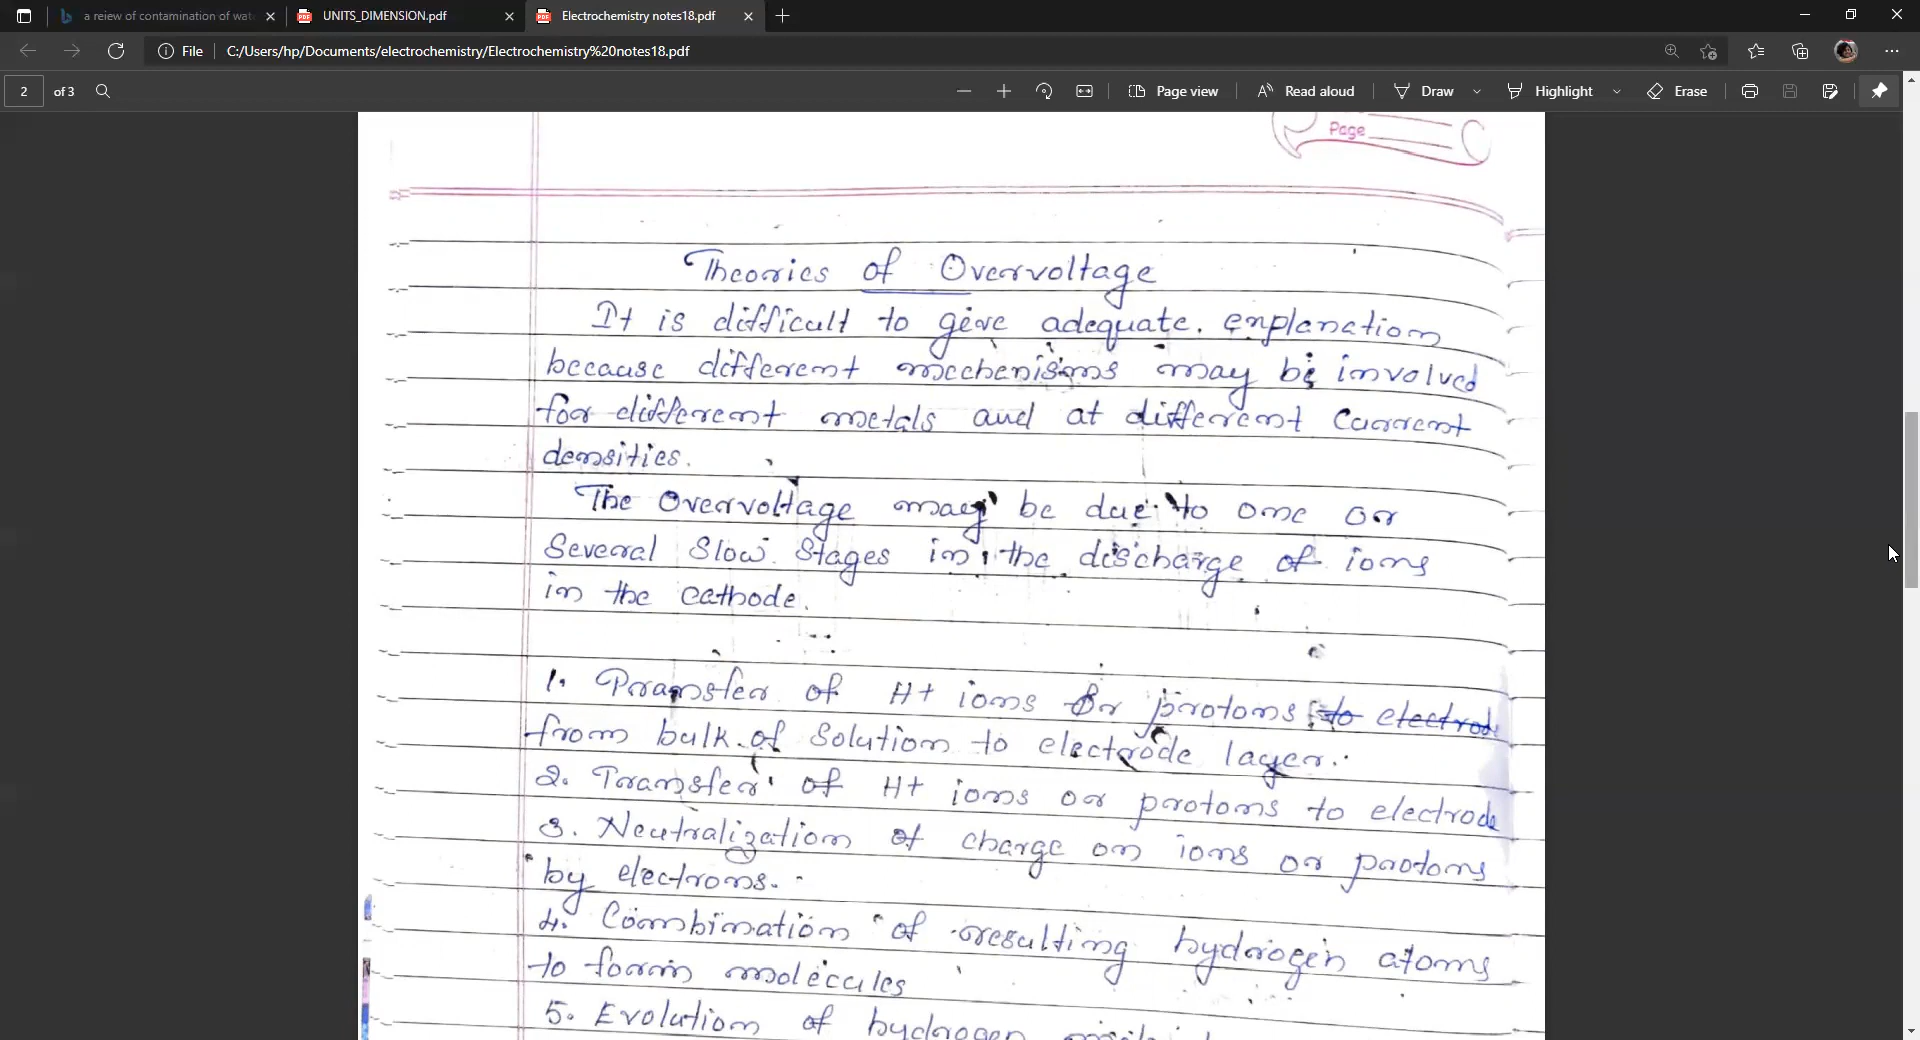 a reiew of contamination of wat
UNITS_DIMENSION.pdf
Electrochemistry notes18.pdf
File
C:/Users/hp/Documents/electrochemistry/Electrochemistry%20notes18.pdf
2 of 3
Page view
Read aloud
Draw
Highlight
Erase
Page
Theories of Overvoltage
It is difficult to give adequate. explanation
because different mechenisms may be involved
for different metals and at different Current
densities.
The Overvoltage may be due to one or
Several Slow Stages in the discharge of ions
in the cathode.
1. Transfer of H+ ions Or protons to electrod
from bulk of Solution to electrode layer.
2. Transfer of H+ ions or protons to electrode
3. Neutralization of charge on ions or protons
by electrons.
4. Combination of resulting hydrogen atoms
to form molecules
5. Evolution of hydrogen